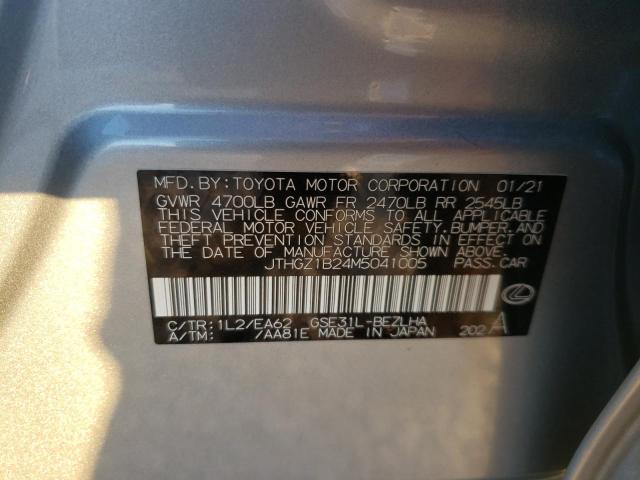 MFD. BY: TOYOTA MOTOR CORPORATION 01/21
GVWR 4700LB GAWR FR 2470LB RR 2545LB
THIS VEHICLE CONFORMS TO ALL APPLICABLE
FEDERAL MOTOR VEHICLE SAFETY, BUMPER, AND
THEFT PREVENTION STANDARDS IN EFFECT ON
THE DATE OF MANUFACTURE SHOWN ABOVE.
JTHGZ1B24M5041005 PASS.CAR
C/TR: 1L2/EA62 GSE31L-BEZLHA
A/TM: /AA81E MADE IN JAPAN 202 A